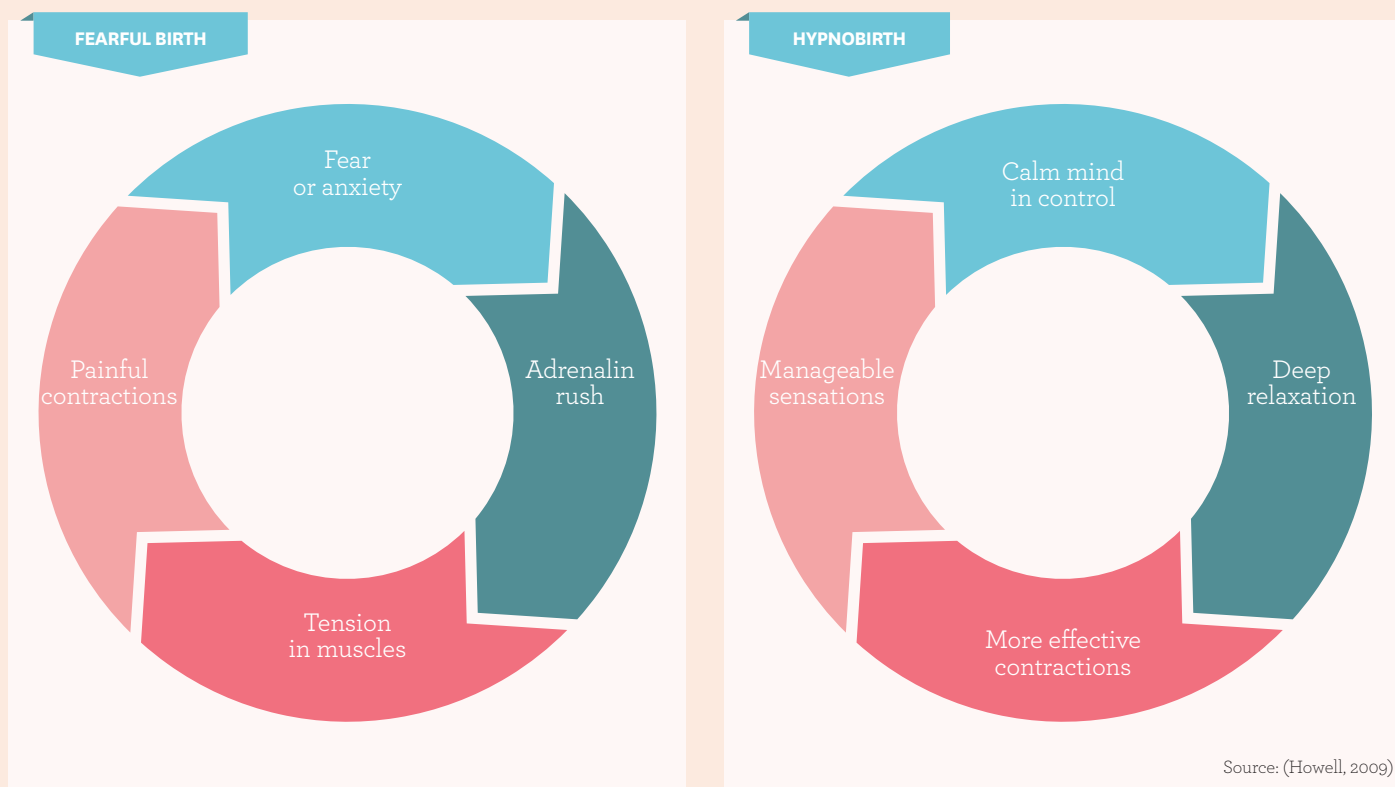 FEARFUL BIRTH
Fear
or anxiety
Adrenalin
rush
Tension
in muscles
Painful
contractions
HYPNOBIRTH
Calm mind
in control
Deep
relaxation
More effective
contractions
Manageable
sensations
Source: (Howell, 2009)